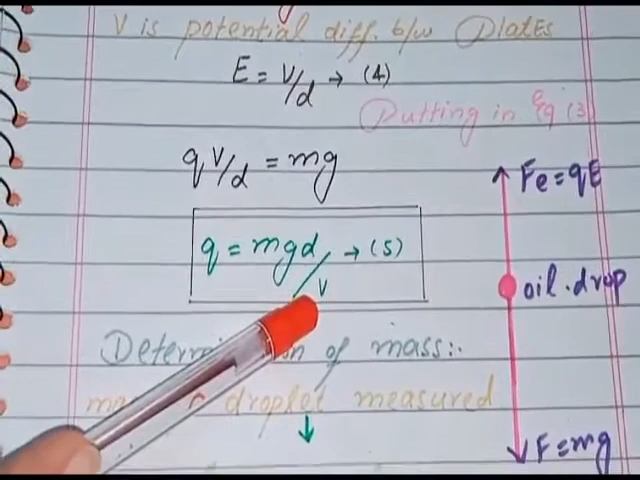 V is potential diff. b/w Plates
E = V/d → (4)
Putting in Eq (3)
q V/d = mg
Fe = qE
q = mgd/V → (5)
oil.drop
of mass:-
droplet measured
F = mg